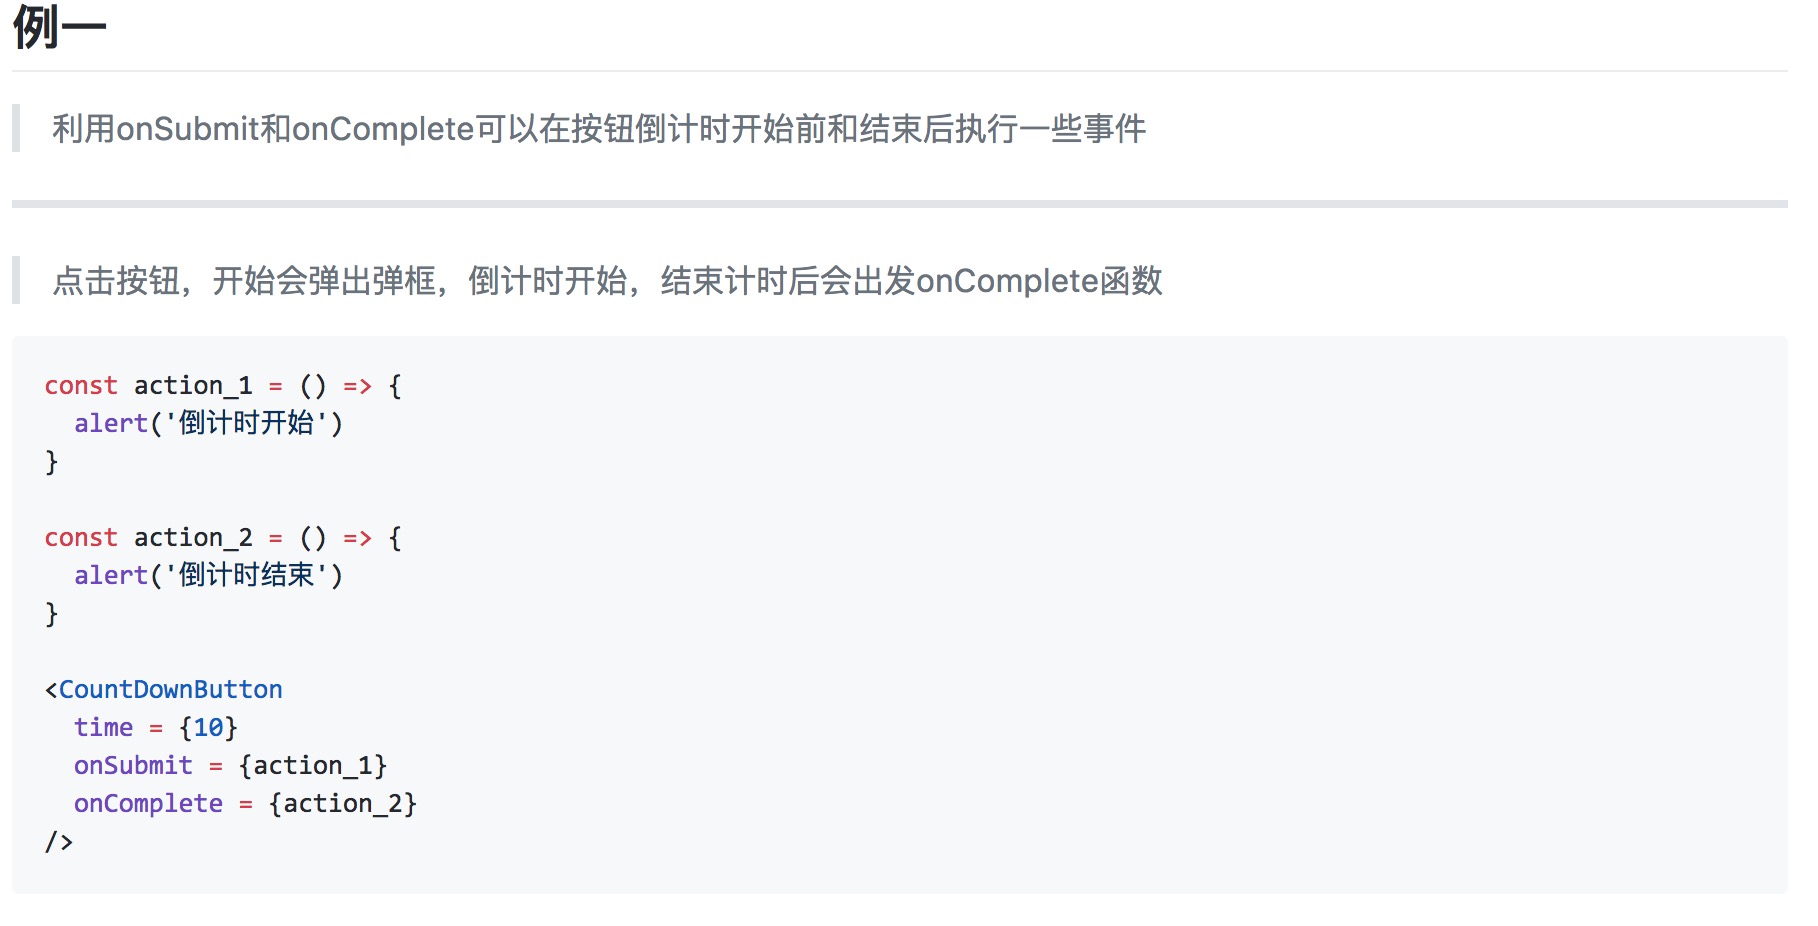 例一
利用onSubmit和onComplete可以在按钮倒计时开始前和结束后执行一些事件
点击按钮，开始会弹出弹框，倒计时开始，结束计时后会出发onComplete函数
const action_1 = () => {
  alert('倒计时开始')
}
const action_2 = () => {
  alert('倒计时结束')
}
<CountDownButton
  time = {10}
  onSubmit = {action_1}
  onComplete = {action_2}
/>